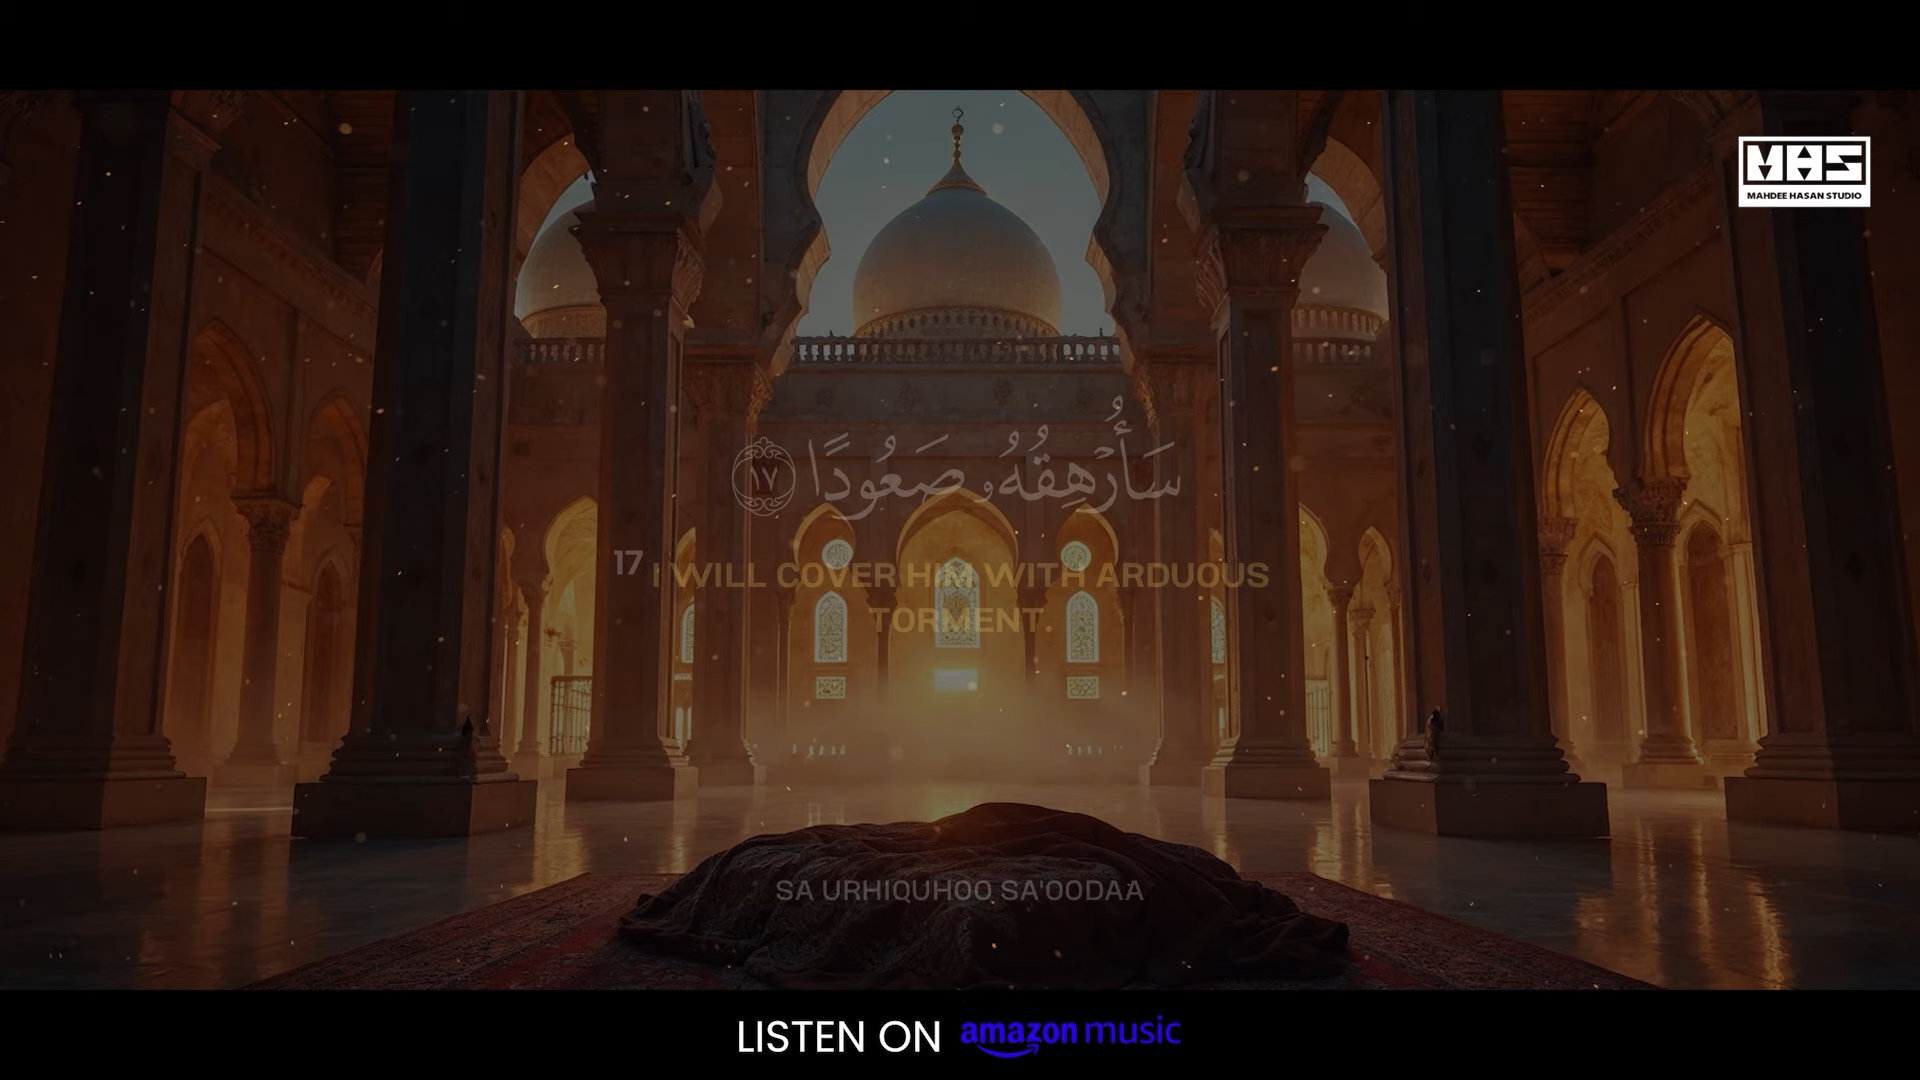 MHS
MAHDEE HASAN STUDIO
سَأُرْهِقُهُۥ صَعُودًا ١٧
17 I WILL COVER HIM WITH ARDUOUS
TORMENT.
SA URHIQUHOO SA'OODAA
LISTEN ON amazon music